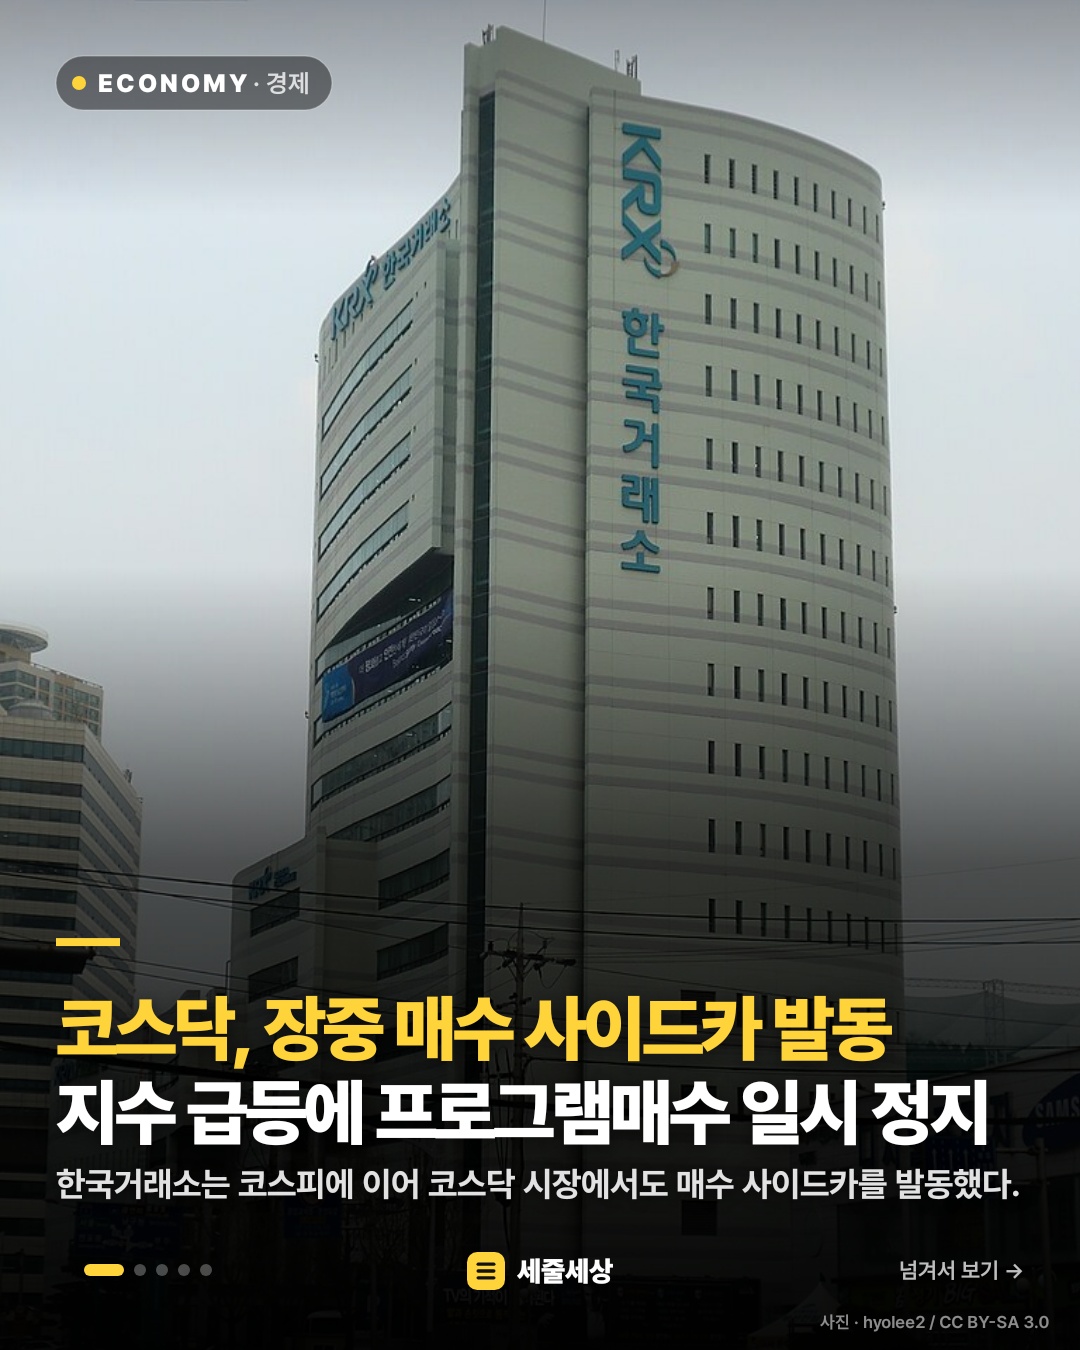 ECONOMY · 경제
KRX 한국거래소
KRX 한국거래소
코스닥, 장중 매수 사이드카 발동
지수 급등에 프로그램매수 일시 정지
한국거래소는 코스피에 이어 코스닥 시장에서도 매수 사이드카를 발동했다.
세줄세상
넘겨서 보기 →
사진 · hyolee2 / CC BY-SA 3.0